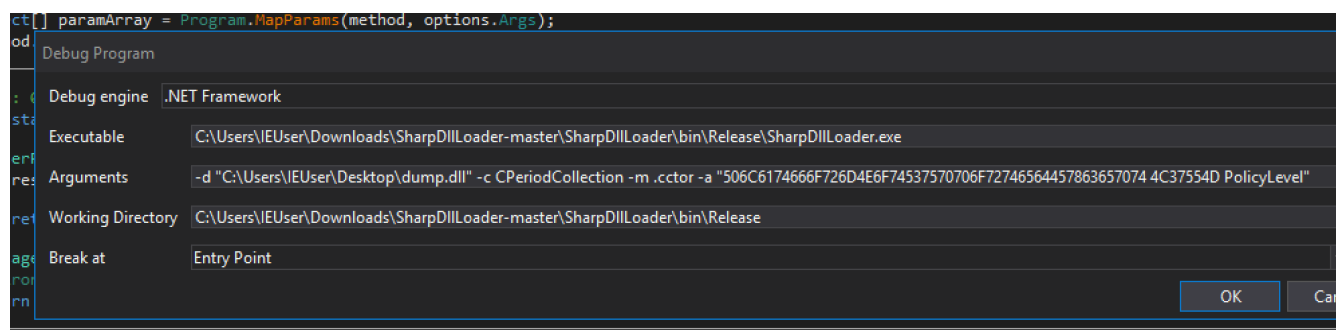 ct[] paramArray = Program.MapParams(method, options.Args);
od.
Debug Program
Debug engine .NET Framework
Executable C:\Users\IEUser\Downloads\SharpDllLoader-master\SharpDllLoader\bin\Release\SharpDllLoader.exe
Arguments -d "C:\Users\IEUser\Desktop\dump.dll" -c CPeriodCollection -m .cctor -a "506C6174666F726D4E6F74537570706F72746564457863657074 4C37554D PolicyLevel"
Working Directory C:\Users\IEUser\Downloads\SharpDllLoader-master\SharpDllLoader\bin\Release
Break at Entry Point
OK